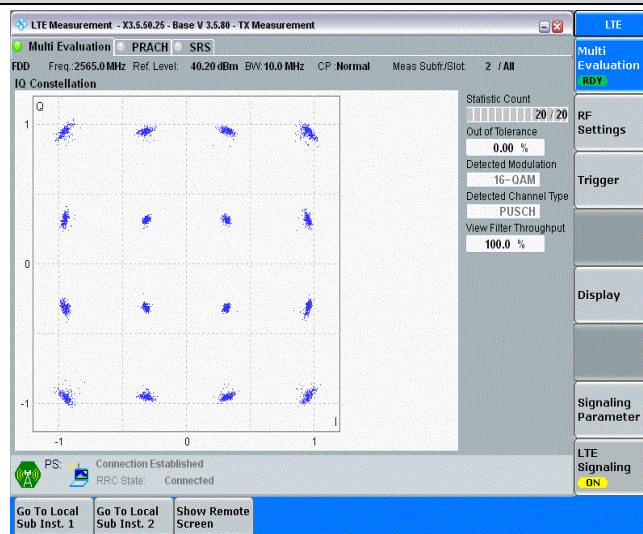 LTE Measurement - X3.5.50.25 - Base V 3.5.80 - TX Measurement
LTE
Multi Evaluation PRACH SRS
FDD Freq.:2565.0 MHz Ref. Level: 40.20 dBm BW:10.0 MHz CP :Normal Meas Subfr./Slot: 2 / All
IQ Constellation
Q
1
0
-1
I
-1 0 1
Statistic Count
20 / 20
Out of Tolerance
0.00 %
Detected Modulation
16-QAM
Detected Channel Type
PUSCH
View Filter Throughput
100.0 %
Multi
Evaluation
RDY
RF
Settings
Trigger
Display
Signaling
Parameter
LTE
Signaling
ON
PS: Connection Established
RRC State: Connected
Go To Local
Sub Inst. 1
Go To Local
Sub Inst. 2
Show Remote
Screen